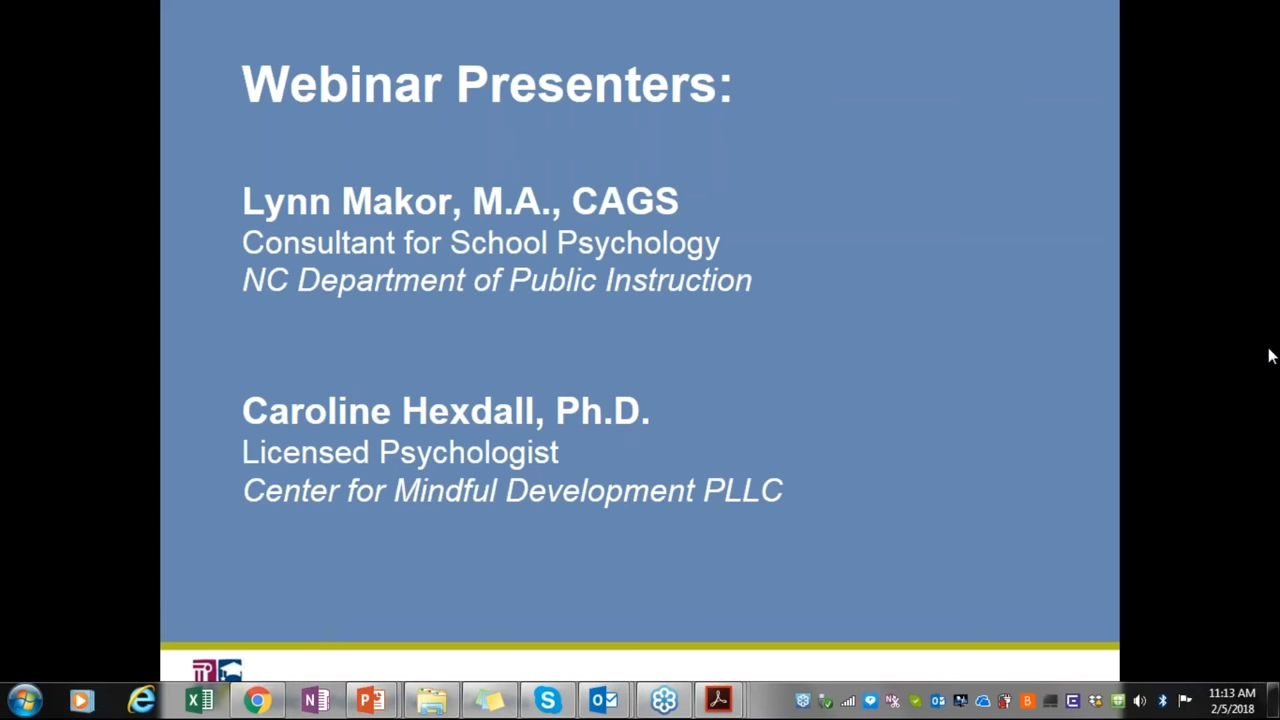 Webinar Presenters:
Lynn Makor, M.A., CAGS
Consultant for School Psychology
NC Department of Public Instruction
Caroline Hexdall, Ph.D.
Licensed Psychologist
Center for Mindful Development PLLC
11:13 AM
2/5/2018